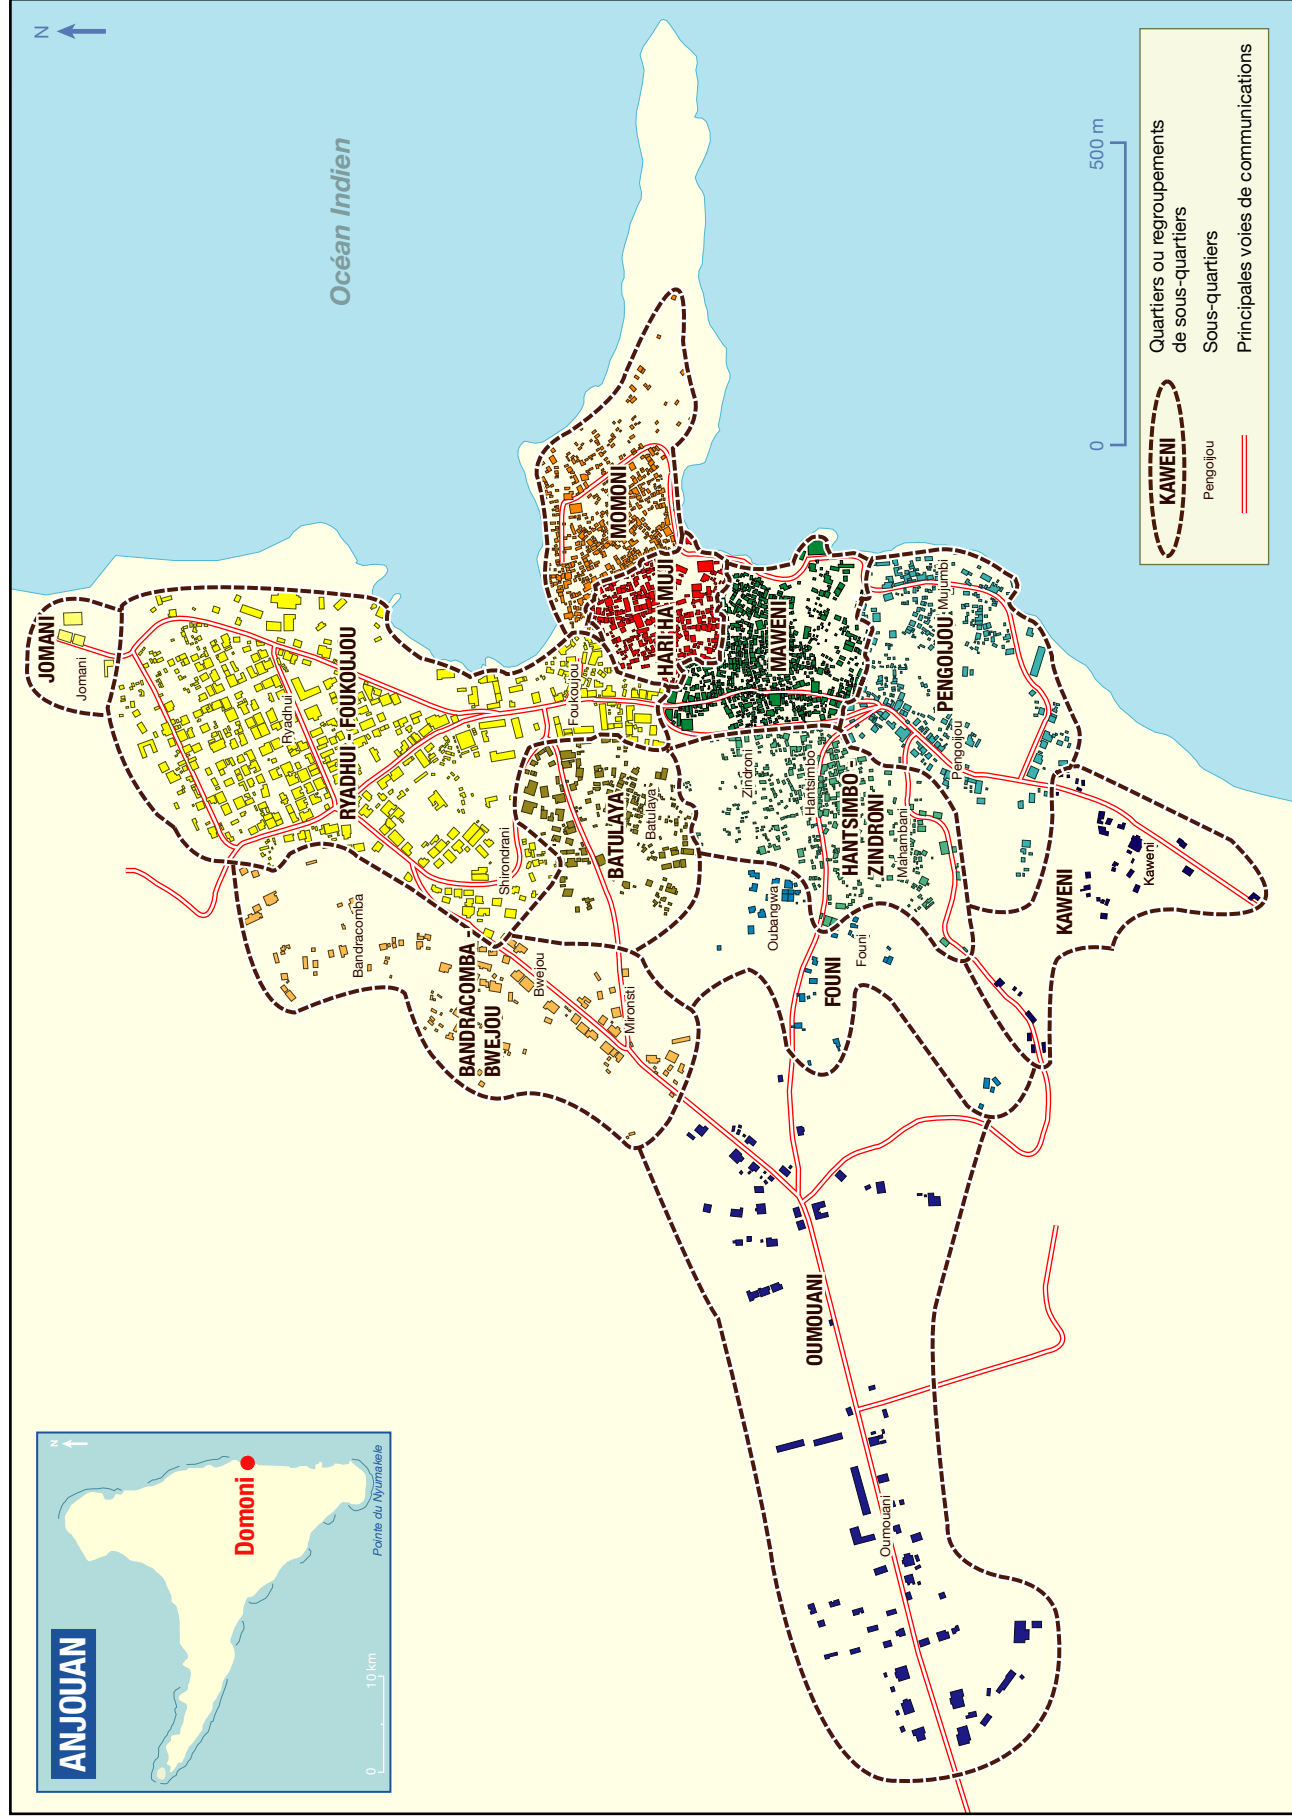 ANJOUAN
N
Domoni
Pointe du Nyumakele
0
10 km
N
Océan Indien
JOMANI
Jomani
RYADHUI - FOUKOUJOU
Ryadhui
Foukoujou
Shirondrani
BANDRACOMBA -
BWEJOU
Bandracomba
Bwejou
Mironsti
BATULAYA
Batulaya
MOMONI
HARI HA MUJI
MAWENI
HANTSIMBO -
ZINDRONI
Zindroni
Hantsimbo
Mahambani
PENGOIJOU
Mujumbi
Pengoijou
FOUNI
Oubangwa
Founi
KAWENI
Kaweni
OUMOUANI
Oumouani
0
500 m
KAWENI
Quartiers ou regroupements
de sous-quartiers
Pengoijou
Sous-quartiers
Principales voies de communications